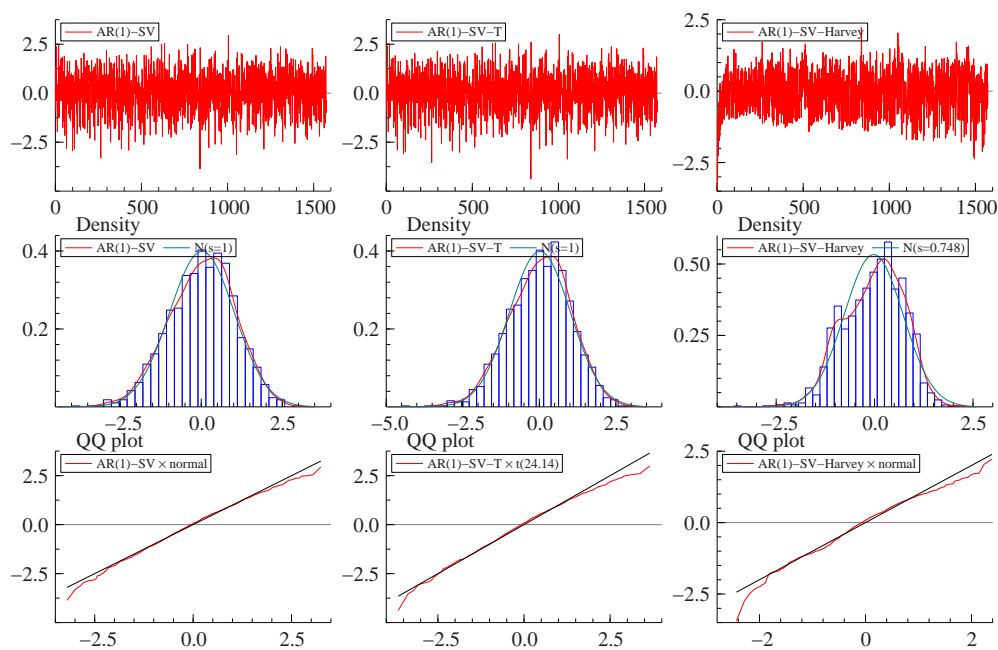 AR(1)−SV
AR(1)−SV−T
AR(1)−SV−Harvey
2.5
0.0
−2.5
0 500 1000 1500
2.5
0.0
−2.5
0 500 1000 1500
2.5
0.0
−2.5
0 500 1000 1500
Density
AR(1)−SV N(s=1)
0.4
0.2
−2.5 0.0 2.5
Density
AR(1)−SV−T N(s=1)
0.4
0.2
−5.0 −2.5 0.0 2.5
Density
AR(1)−SV−Harvey N(s=0.748)
0.50
0.25
−2.5 0.0 2.5
QQ plot
AR(1)−SV × normal
2.5
0.0
−2.5
−2.5 0.0 2.5
QQ plot
AR(1)−SV−T × t(24.14)
2.5
0.0
−2.5
−2.5 0.0 2.5
QQ plot
AR(1)−SV−Harvey × normal
2.5
0.0
−2.5
−2 0 2